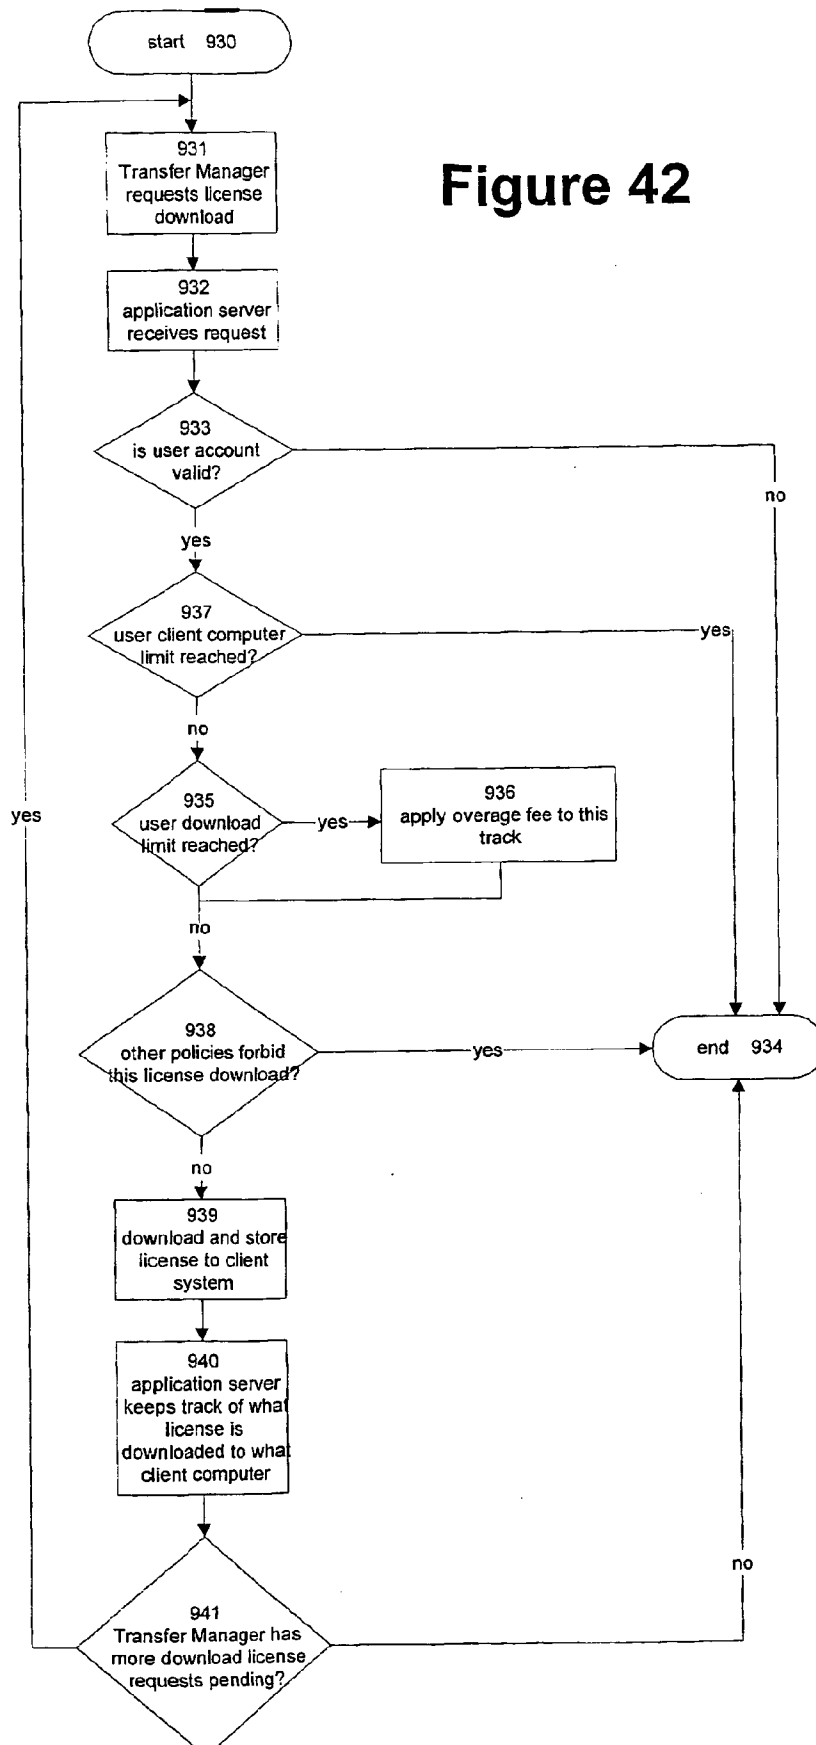 start 930
Figure 42
931
Transfer Manager
requests license
download
932
application server
receives request
933
is user account
valid?
no
yes
937
user client computer
limit reached?
yes
no
935
user download
limit reached?
yes
936
apply overage fee to this
track
yes
no
938
other policies forbid
this license download?
yes
end 934
no
939
download and store
license to client
system
940
application server
keeps track of what
license is
downloaded to what
client computer
no
941
Transfer Manager has
more download license
requests pending?